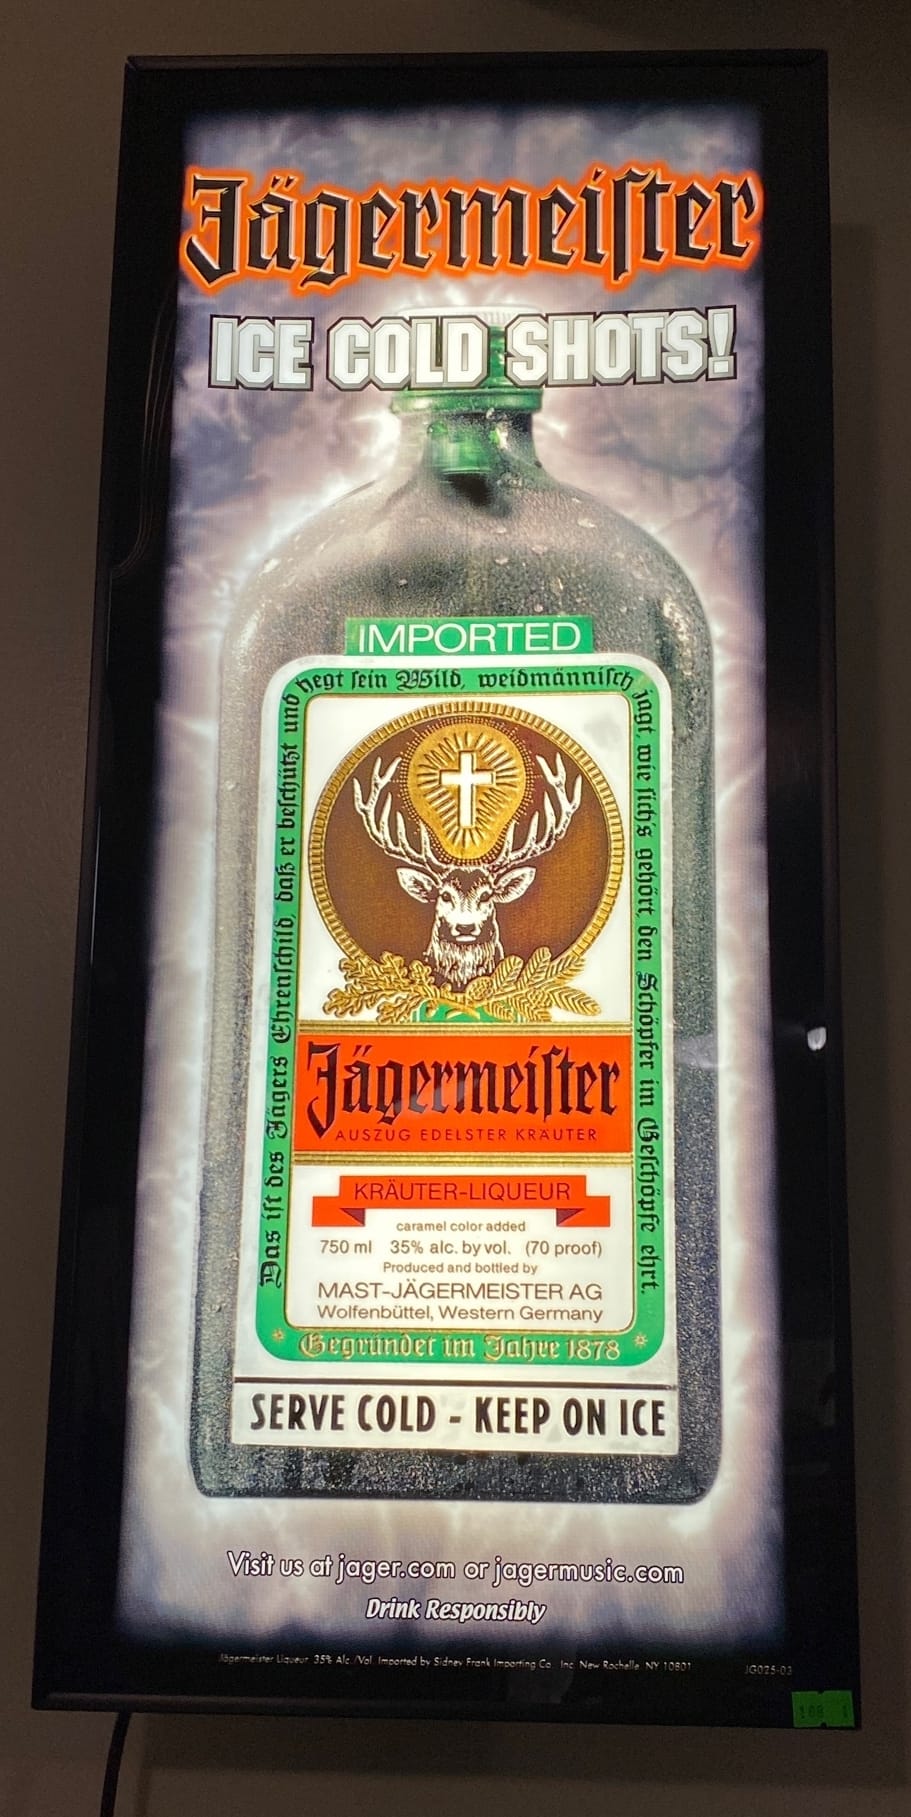 Jägermeiſter
ICE COLD SHOTS!
IMPORTED
Das iſt des Jägers Ehrenſchild, daß er beſchützt und hegt ſein Wild, weidmänniſch jagt, wie ſich's gehört, den Schöpfer im Geſchöpfe ehrt.
Jägermeiſter
AUSZUG EDELSTER KRÄUTER
KRÄUTER-LIQUEUR
caramel color added
750 ml 35% alc. by vol. (70 proof)
Produced and bottled by
MAST-JÄGERMEISTER AG
Wolfenbüttel, Western Germany
Gegründet im Jahre 1878
SERVE COLD - KEEP ON ICE
Visit us at jager.com or jagermusic.com
Drink Responsibly
Jägermeister Liqueur 35% Alc./Vol. Imported by Sidney Frank Importing Co. Inc. New Rochelle, NY 10801
JG025-03